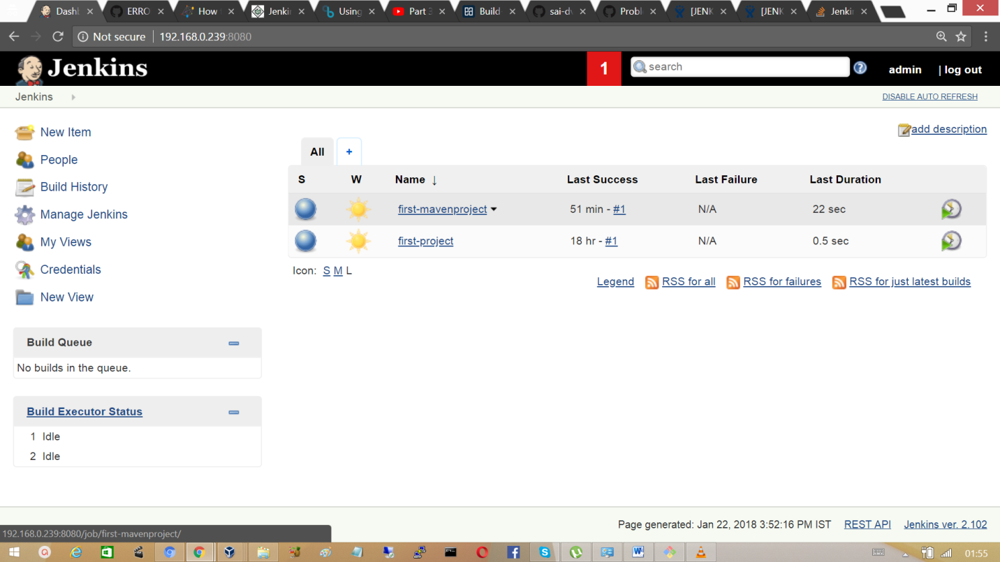 Dashb
ERRO
How
Jenkin
Using
Part 3
Build
sai-dv
Probl
[JENK
[JENK
Jenkin
Not secure 192.168.0.239:8080
Jenkins 1 search admin | log out
Jenkins DISABLE AUTO REFRESH
New Item
People
Build History
Manage Jenkins
My Views
Credentials
New View
Build Queue
No builds in the queue.
Build Executor Status
1 Idle
2 Idle
add description
All +
S W Name ↓ Last Success Last Failure Last Duration
first-mavenproject 51 min - #1 N/A 22 sec
first-project 18 hr - #1 N/A 0.5 sec
Icon: S M L
Legend RSS for all RSS for failures RSS for just latest builds
Page generated: Jan 22, 2018 3:52:16 PM IST REST API Jenkins ver. 2.102
192.168.0.239:8080/job/first-mavenproject/
01:55